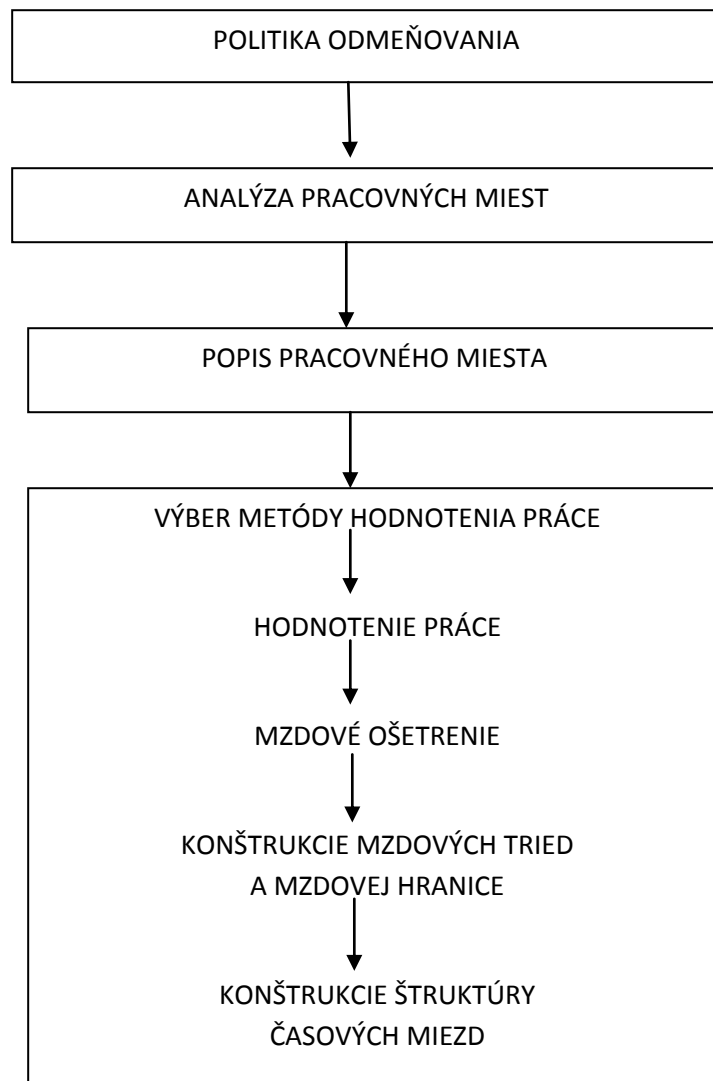 POLITIKA ODMEŇOVANIA
ANALÝZA PRACOVNÝCH MIEST
POPIS PRACOVNÉHO MIESTA
VÝBER METÓDY HODNOTENIA PRÁCE
HODNOTENIE PRÁCE
MZDOVÉ OŠETRENIE
KONŠTRUKCIE MZDOVÝCH TRIED
A MZDOVEJ HRANICE
KONŠTRUKCIE ŠTRUKTÚRY
ČASOVÝCH MIEZD